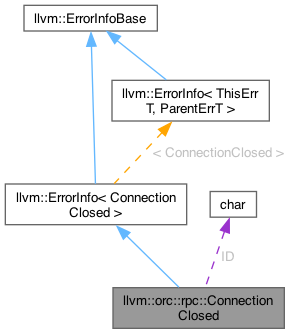 llvm::ErrorInfoBase
llvm::ErrorInfo< ThisErr
T, ParentErrT >
< ConnectionClosed >
llvm::ErrorInfo< Connection
Closed >
char
ID
llvm::orc::rpc::Connection
Closed